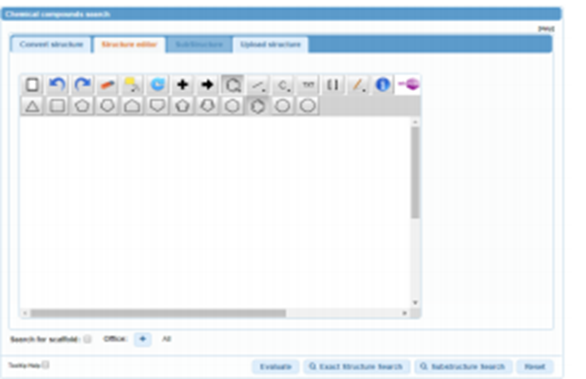 Chemical compounds search
Convert structure Structure editor SubStructure Upload structure
C TXT [ ]
Search for scaffold: Office: + All
Tooltip Help
Evaluate Exact Structure Search Substructure Search Reset